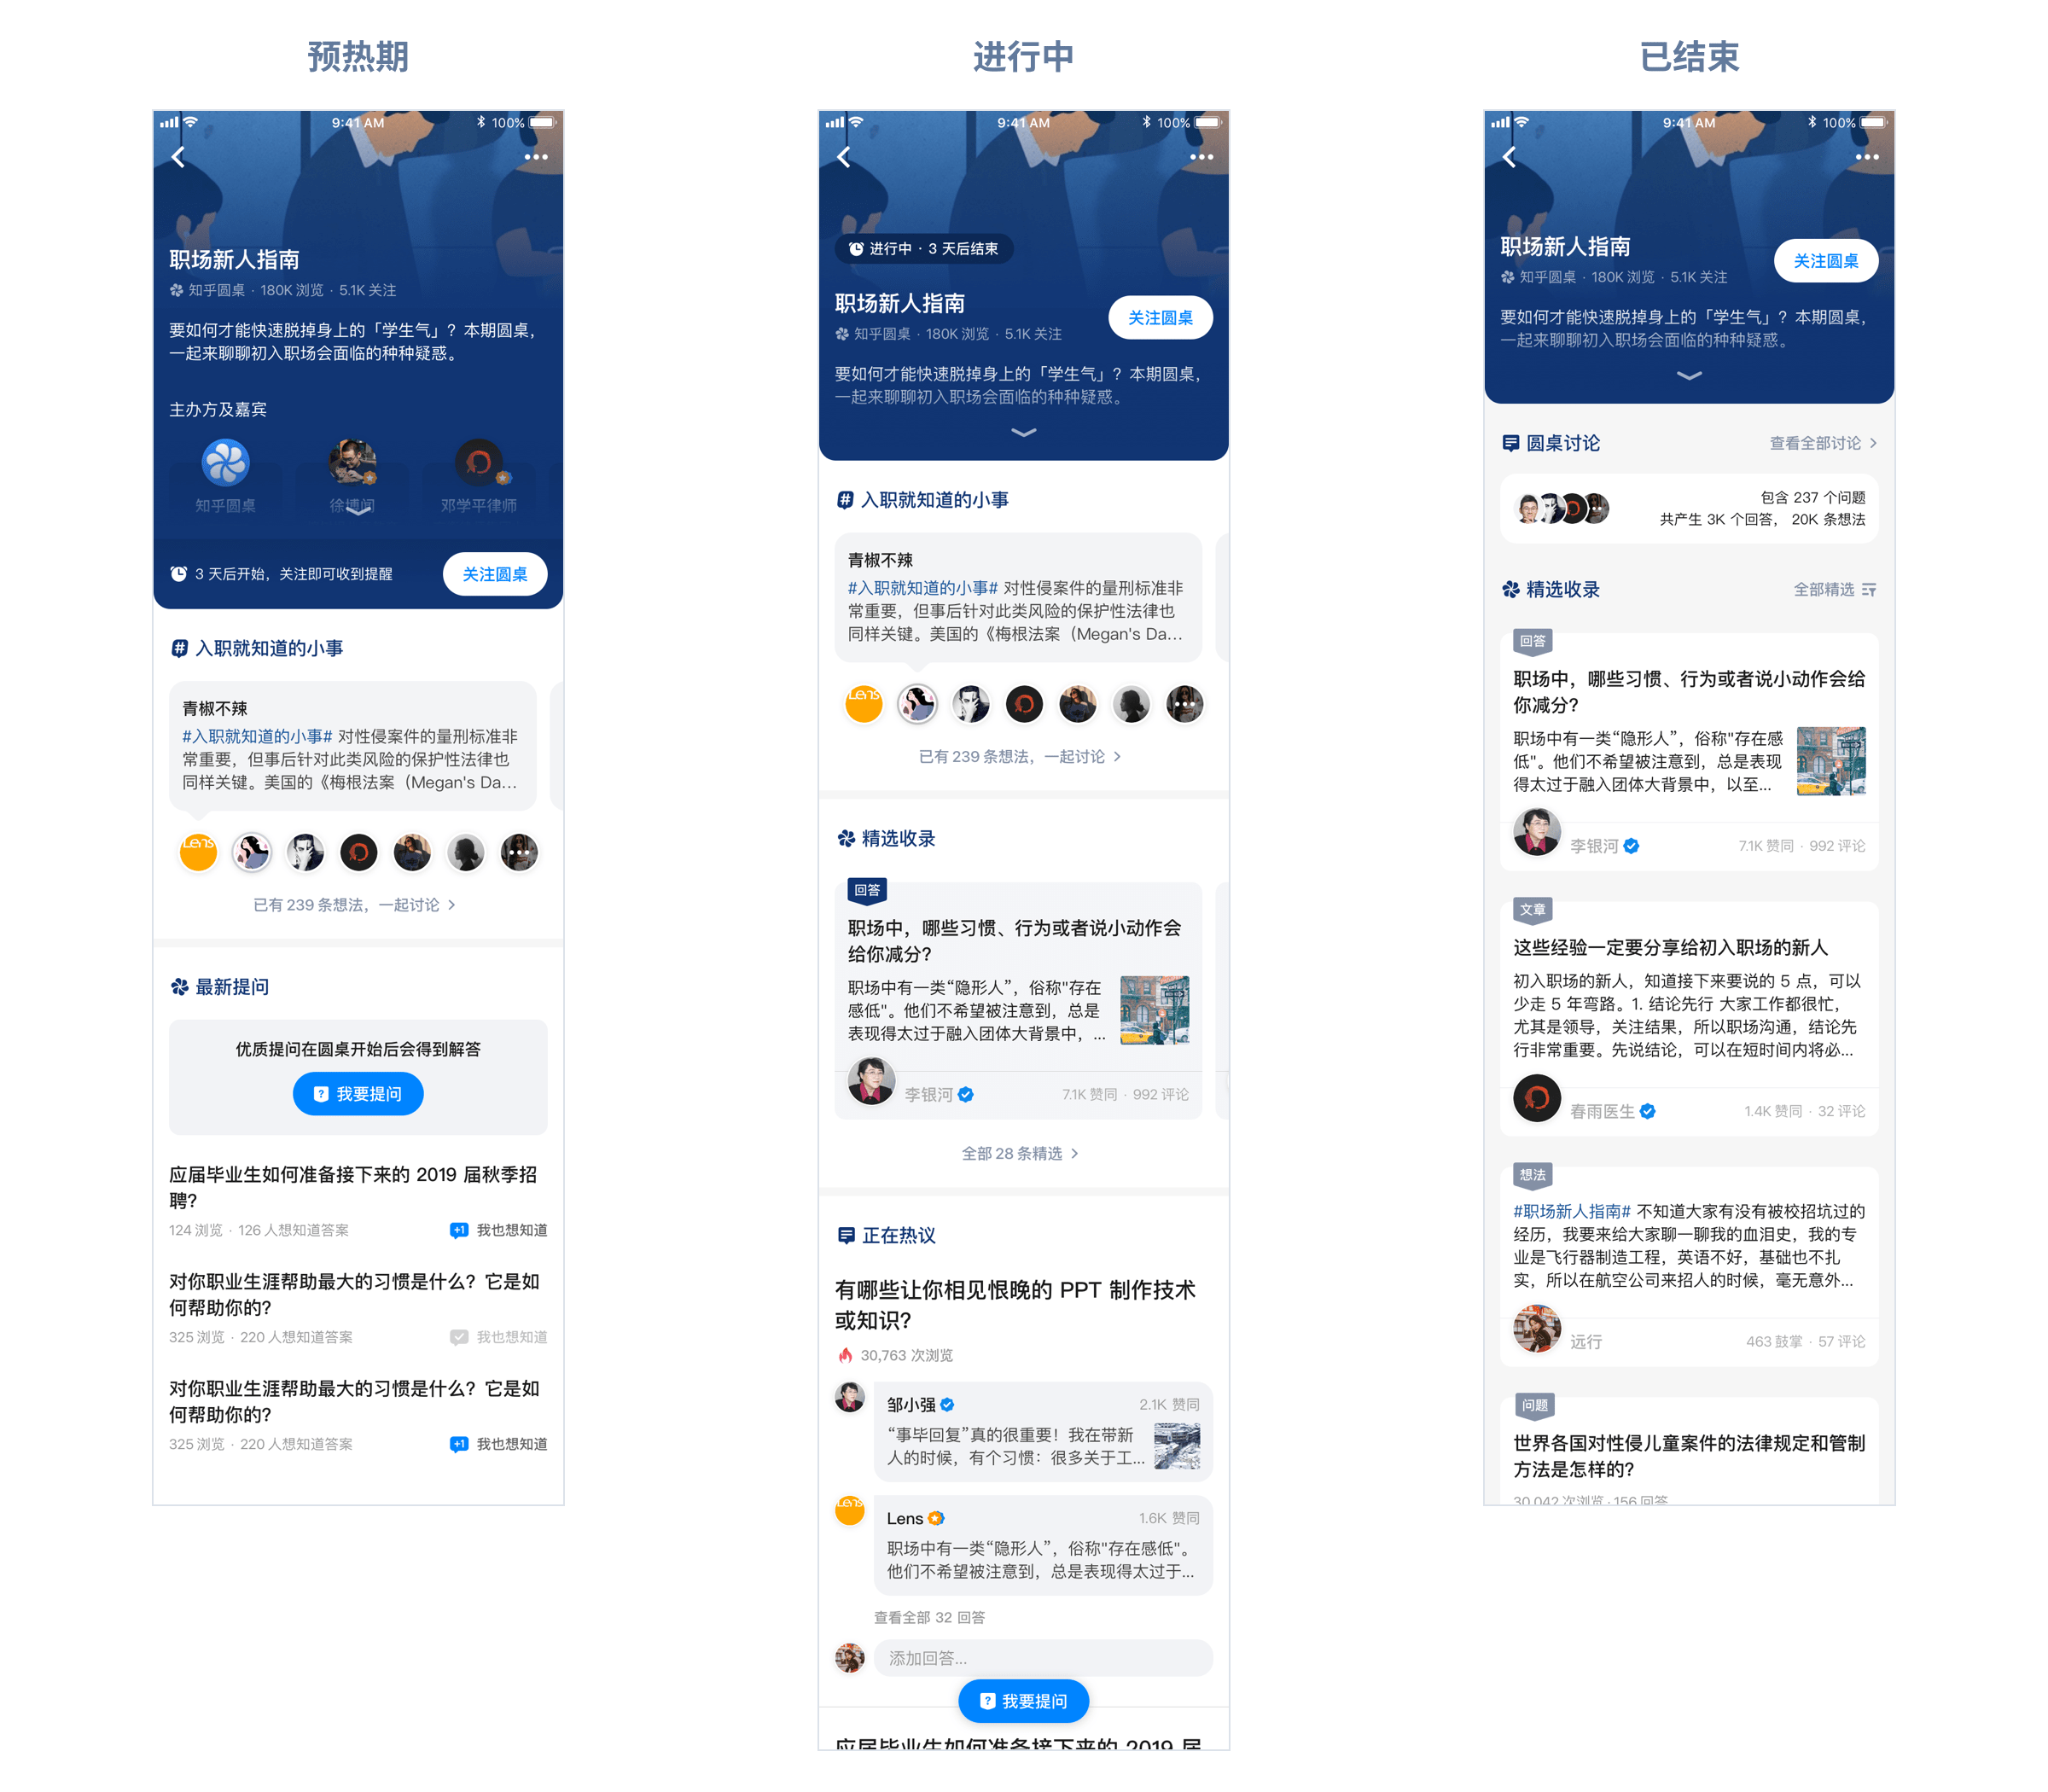 预热期
9:41 AM
100%
职场新人指南
知乎圆桌 · 180K 浏览 · 5.1K 关注
要如何才能快速脱掉身上的「学生气」？本期圆桌，
一起来聊聊初入职场会面临的种种疑惑。
主办方及嘉宾
知乎圆桌
徐博闻
邓学平律师
3 天后开始，关注即可收到提醒
关注圆桌
入职就知道的小事
青椒不辣
#入职就知道的小事# 对性侵案件的量刑标准非
常重要，但事后针对此类风险的保护性法律也
同样关键。美国的《梅根法案（Megan's Da...
Lens
已有 239 条想法，一起讨论
最新提问
优质提问在圆桌开始后会得到解答
我要提问
应届毕业生如何准备接下来的 2019 届秋季招
聘？
124 浏览 · 126 人想知道答案
+1 我也想知道
对你职业生涯帮助最大的习惯是什么？它是如
何帮助你的？
325 浏览 · 220 人想知道答案
我也想知道
对你职业生涯帮助最大的习惯是什么？它是如
何帮助你的？
325 浏览 · 220 人想知道答案
+1 我也想知道
进行中
9:41 AM
100%
进行中 · 3 天后结束
职场新人指南
知乎圆桌 · 180K 浏览 · 5.1K 关注
关注圆桌
要如何才能快速脱掉身上的「学生气」？本期圆桌，
一起来聊聊初入职场会面临的种种疑惑。
入职就知道的小事
青椒不辣
#入职就知道的小事# 对性侵案件的量刑标准非
常重要，但事后针对此类风险的保护性法律也
同样关键。美国的《梅根法案（Megan's Da...
Lens
已有 239 条想法，一起讨论
精选收录
回答
职场中，哪些习惯、行为或者说小动作会
给你减分？
职场中有一类“隐形人”，俗称"存在
感低"。他们不希望被注意到，总是
表现得太过于融入团体大背景中，...
李银河
7.1K 赞同 · 992 评论
全部 28 条精选
正在热议
有哪些让你相见恨晚的 PPT 制作技术
或知识？
30,763 次浏览
邹小强
2.1K 赞同
“事毕回复”真的很重要！我在带新
人的时候，有个习惯：很多关于工...
Lens
Lens
1.6K 赞同
职场中有一类“隐形人”，俗称"存在感低"。
他们不希望被注意到，总是表现得太过于...
查看全部 32 回答
添加回答...
我要提问
应届毕业生如何准备接下来的 2019 届
已结束
9:41 AM
100%
职场新人指南
知乎圆桌 · 180K 浏览 · 5.1K 关注
关注圆桌
要如何才能快速脱掉身上的「学生气」？本期圆桌，
一起来聊聊初入职场会面临的种种疑惑。
圆桌讨论
查看全部讨论
包含 237 个问题
共产生 3K 个回答， 20K 条想法
精选收录
全部精选
回答
职场中，哪些习惯、行为或者说小动作会给
你减分？
职场中有一类“隐形人”，俗称"存在感
低"。他们不希望被注意到，总是表现
得太过于融入团体大背景中，以至...
李银河
7.1K 赞同 · 992 评论
文章
这些经验一定要分享给初入职场的新人
初入职场的新人，知道接下来要说的 5 点，可以
少走 5 年弯路。1. 结论先行 大家工作都很忙，
尤其是领导，关注结果，所以职场沟通，结论先
行非常重要。先说结论，可以在短时间内将必...
春雨医生
1.4K 赞同 · 32 评论
想法
#职场新人指南# 不知道大家有没有被校招坑过的
经历，我要来给大家聊一聊我的血泪史，我的专
业是飞行器制造工程，英语不好，基础也不扎
实，所以在航空公司来招人的时候，毫无意外...
远行
463 鼓掌 · 57 评论
问题
世界各国对性侵儿童案件的法律规定和管制
方法是怎样的？
30,042 次浏览 · 156 回答